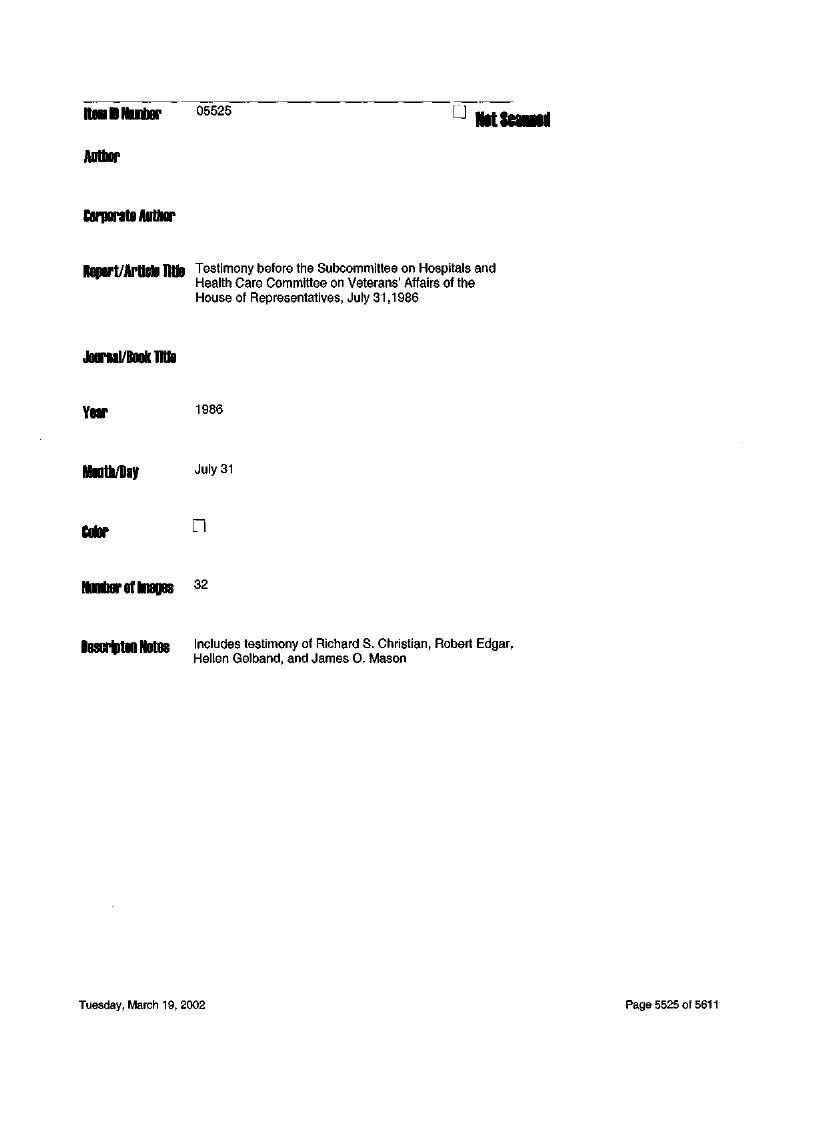 Item ID Number 05525 Not Scanned
Author
Corporate Author
Report/Article Title Testimony before the Subcommittee on Hospitals and
Health Care Committee on Veterans' Affairs of the
House of Representatives, July 31,1986
Journal/Book Title
Year 1986
Month/Day July 31
Color
Number of Images 32
Descripton Notes Includes testimony of Richard S. Christian, Robert Edgar,
Hellen Gelband, and James O. Mason
Tuesday, March 19, 2002 Page 5525 of 5611